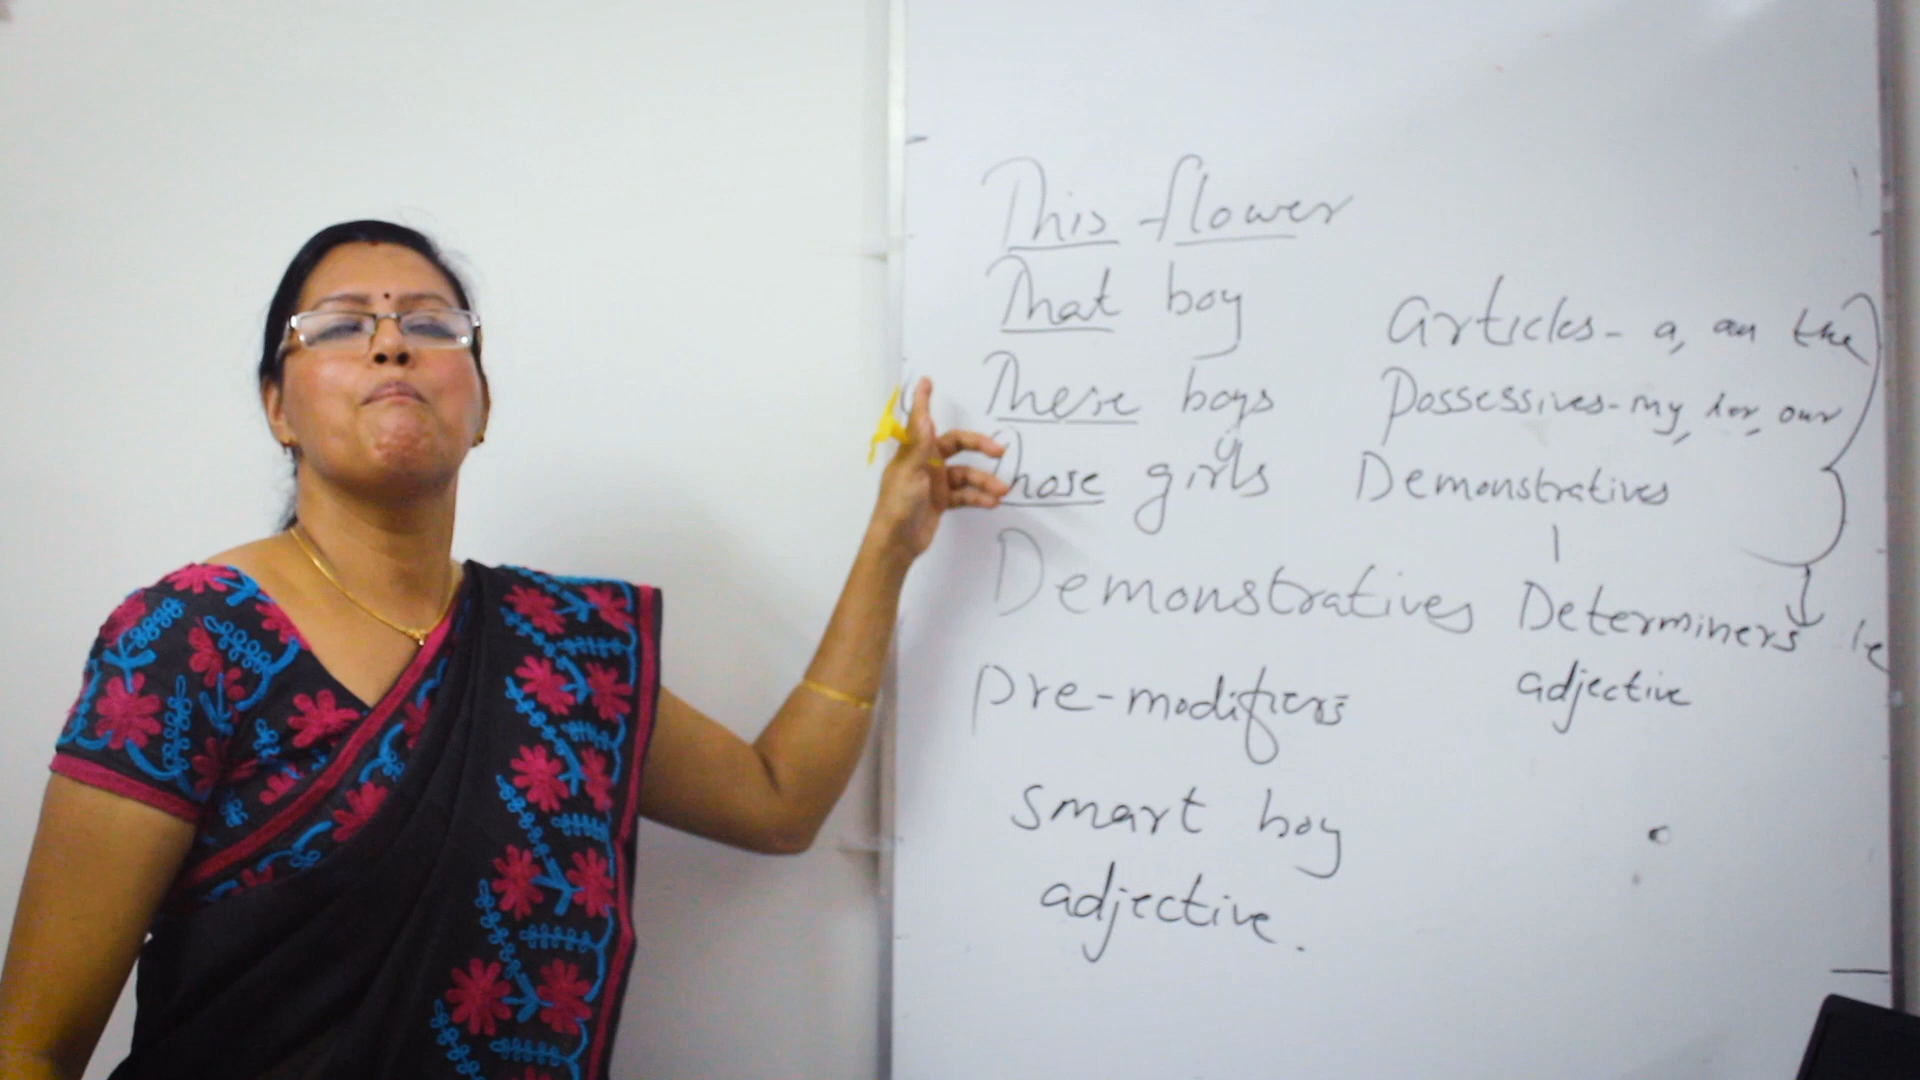 This flower
That boy
These boys
Those girls
Demonstratives
Pre-modifiers
smart boy
adjective.
Articles - a, an the
Possessives - my, her, our
Demonstratives
Determiners
adjective